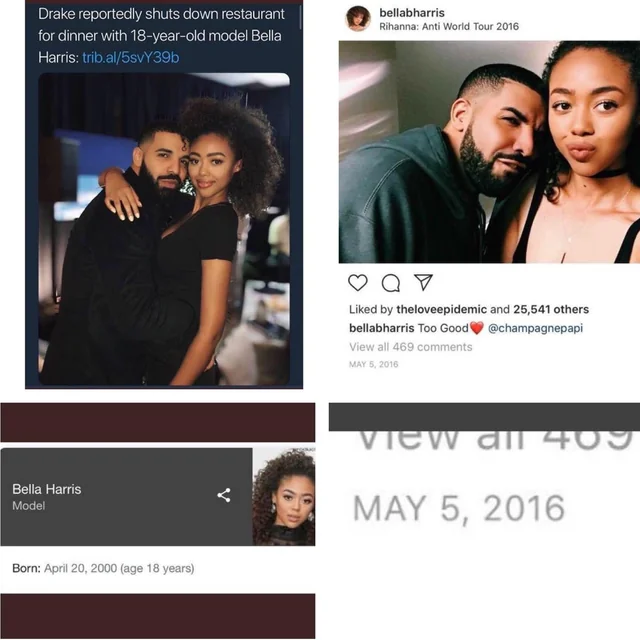 Drake reportedly shuts down restaurant
for dinner with 18-year-old model Bella
Harris: trib.al/5svY39b
bellabharris
Rihanna: Anti World Tour 2016
Liked by theloveepidemic and 25,541 others
bellabharris Too Good❤️ @champagnepapi
View all 469 comments
MAY 5, 2016
Bella Harris
Model
Born: April 20, 2000 (age 18 years)
View all 469
MAY 5, 2016